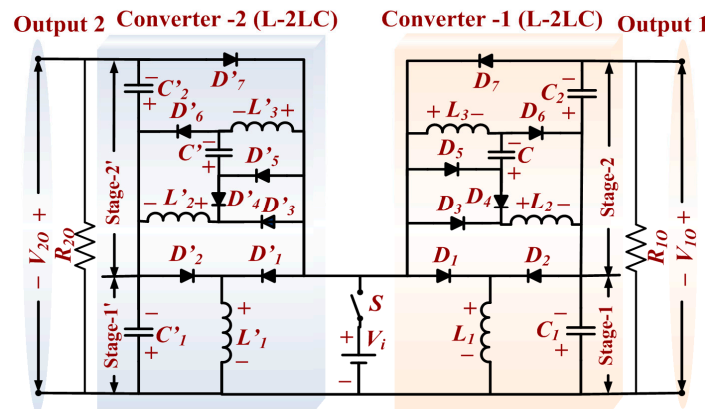 Output 2
Converter -2 (L-2LC)
Converter -1 (L-2LC)
Output 1
− V2O +
R2O
Stage-2'
Stage-1'
− C'2 +
D'7
D'6
− L'3 +
C' − +
D'5
D'4
− L'2 +
D'3
D'2
D'1
− C'1 +
+ L'1 −
S
+ Vi −
D7
+ L3 −
D6
D5
− C +
D4
D3
+ L2 −
D1
D2
+ L1 −
− C2 +
− C1 +
Stage-2
Stage-1
R1O
− V1O +